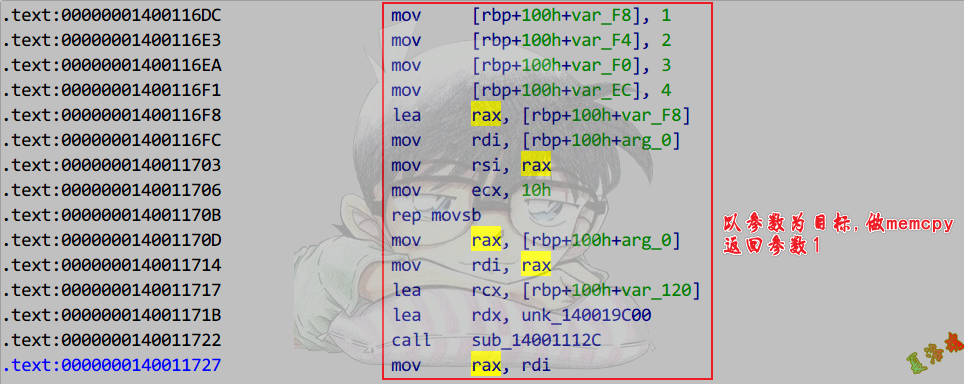 .text:00000001400116DC mov [rbp+100h+var_F8], 1
.text:00000001400116E3 mov [rbp+100h+var_F4], 2
.text:00000001400116EA mov [rbp+100h+var_F0], 3
.text:00000001400116F1 mov [rbp+100h+var_EC], 4
.text:00000001400116F8 lea rax, [rbp+100h+var_F8]
.text:00000001400116FC mov rdi, [rbp+100h+arg_0]
.text:0000000140011703 mov rsi, rax
.text:0000000140011706 mov ecx, 10h
.text:000000014001170B rep movsb
.text:000000014001170D mov rax, [rbp+100h+arg_0]
.text:0000000140011714 mov rdi, rax
.text:0000000140011717 lea rcx, [rbp+100h+var_120]
.text:000000014001171B lea rdx, unk_140019C00
.text:0000000140011722 call sub_14001112C
.text:0000000140011727 mov rax, rdi
以参数为目标,做memcpy
返回参数1